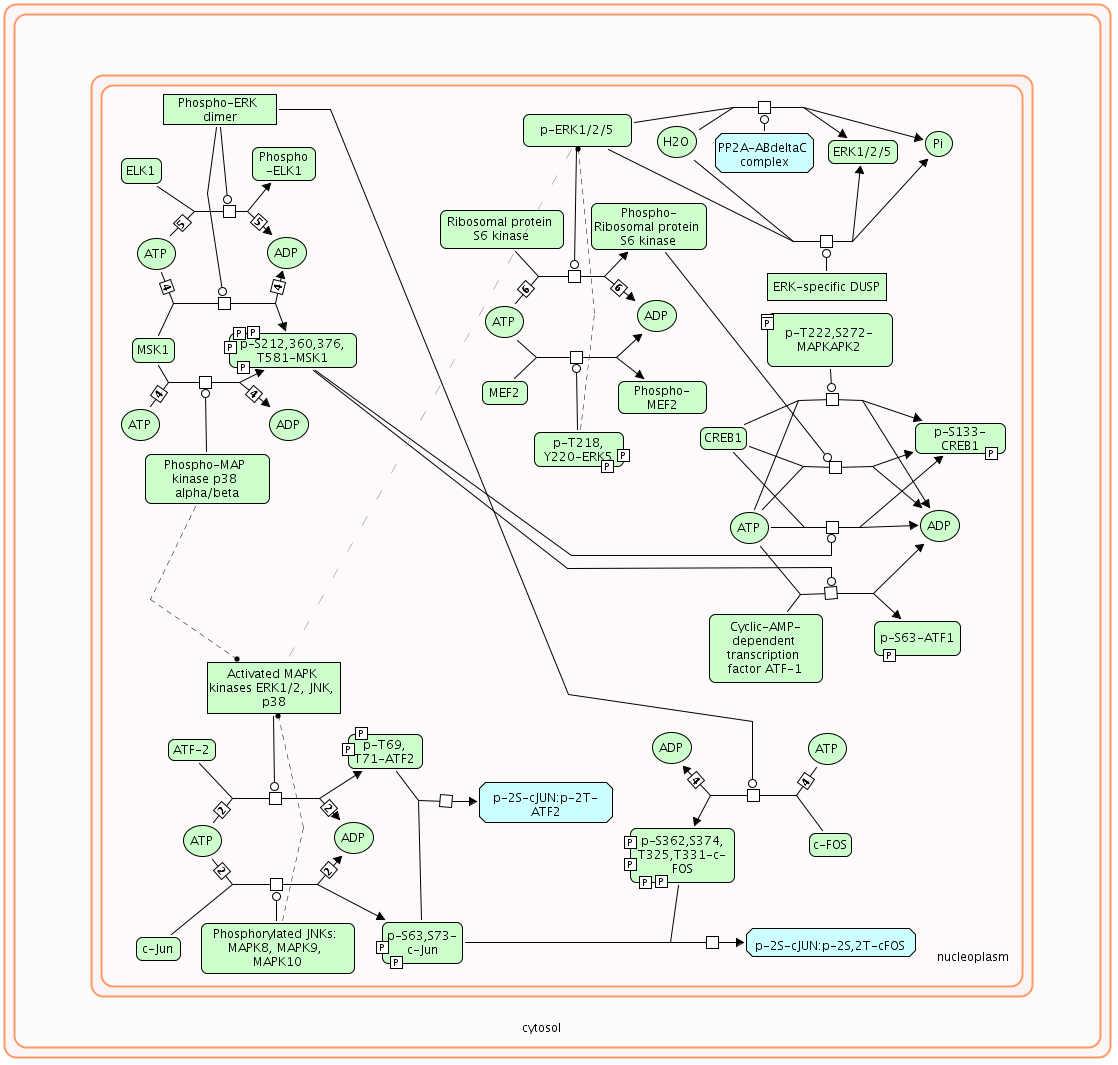 Phospho-ERK
dimer
ELK1
Phospho
-ELK1
5
5
ATP
ADP
4
4
MSK1
P
P
P
p-S212,360,376,
T581-MSK1
P
4
4
ATP
ADP
Phospho-MAP
kinase p38
alpha/beta
p-ERK1/2/5
H2O
PP2A-ABdeltaC
complex
ERK1/2/5
Pi
Ribosomal protein
S6 kinase
Phospho-
Ribosomal protein
S6 kinase
6
6
ATP
ADP
MEF2
Phospho-
MEF2
p-T218,
Y220-ERK5
P
P
ERK-specific DUSP
P
p-T222,S272-
MAPKAPK2
CREB1
p-S133-
CREB1
P
ATP
ADP
Cyclic-AMP-
dependent
transcription
factor ATF-1
p-S63-ATF1
P
Activated MAPK
kinases ERK1/2, JNK,
p38
ATF-2
P
P
p-T69,
T71-ATF2
2
2
ATP
ADP
2
2
c-Jun
Phosphorylated JNKs:
MAPK8, MAPK9,
MAPK10
p-S63,S73-
c-Jun
P
P
p-2S-cJUN:p-2T-
ATF2
ADP
ATP
4
4
c-FOS
P
P
p-S362,S374,
T325,T331-c-
FOS
P
P
p-2S-cJUN:p-2S,2T-cFOS
nucleoplasm
cytosol